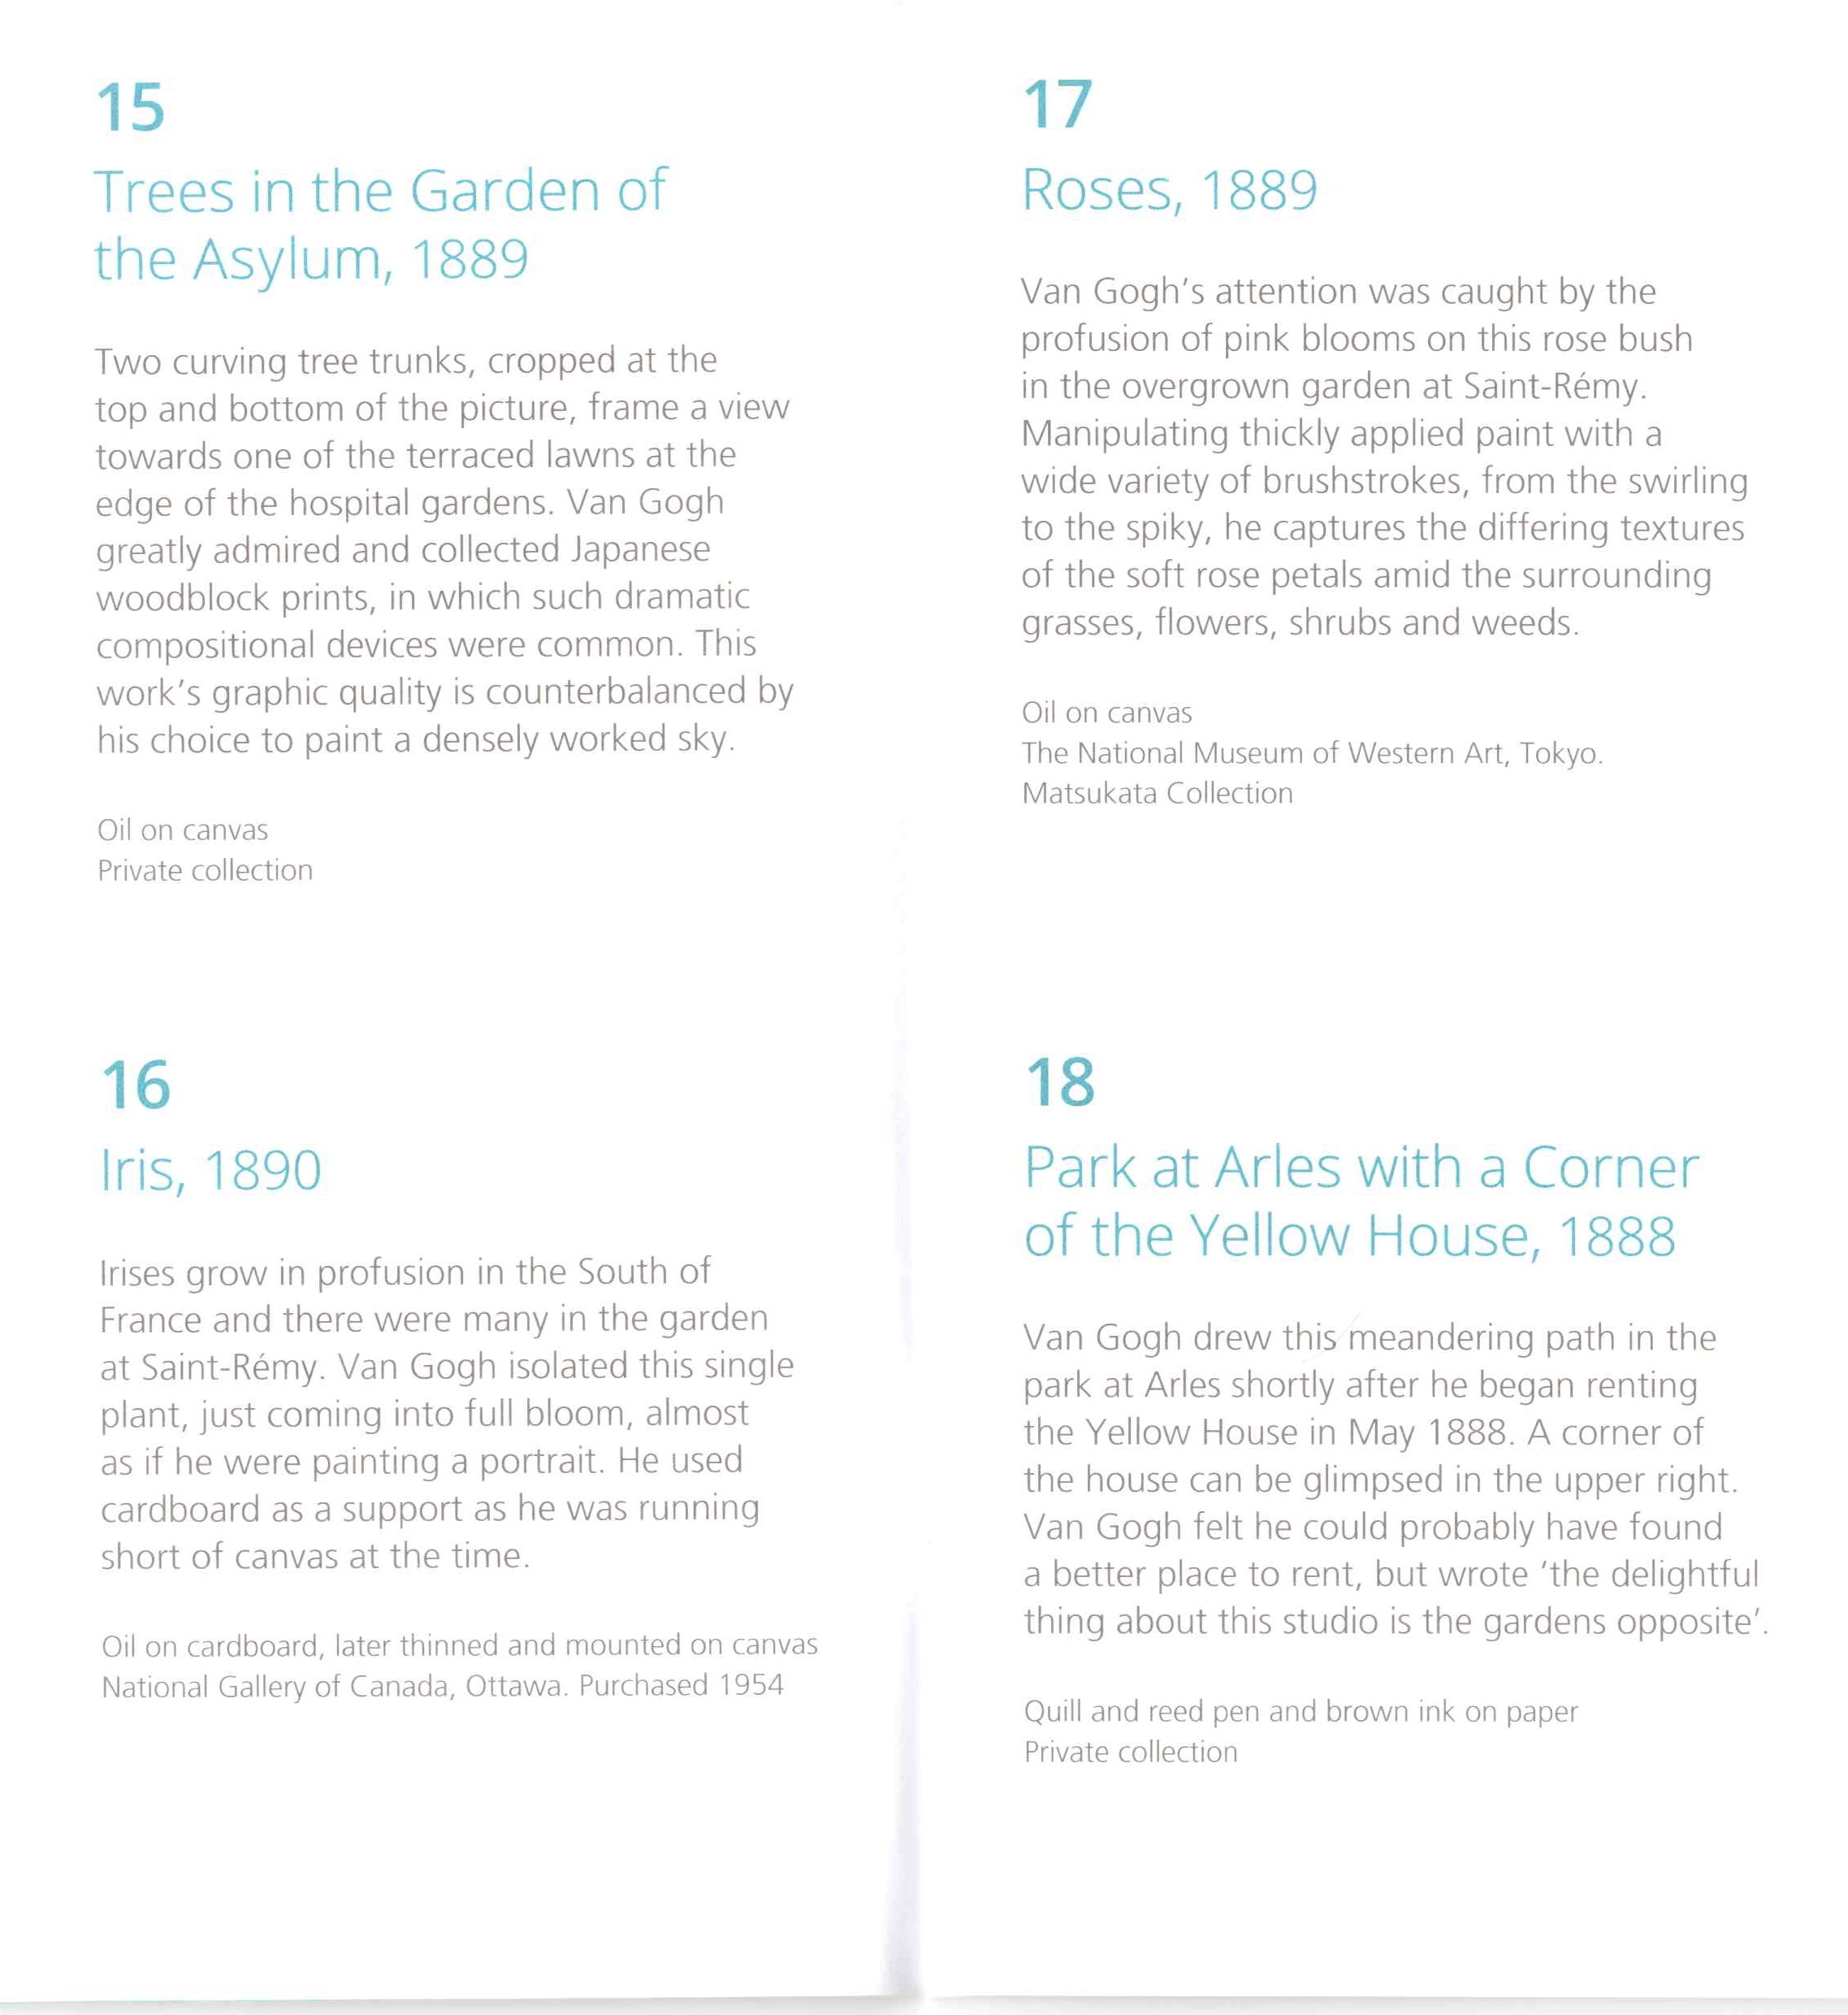 15
Trees in the Garden of
the Asylum, 1889
Two curving tree trunks, cropped at the
top and bottom of the picture, frame a view
towards one of the terraced lawns at the
edge of the hospital gardens. Van Gogh
greatly admired and collected Japanese
woodblock prints, in which such dramatic
compositional devices were common. This
work’s graphic quality is counterbalanced by
his choice to paint a densely worked sky.
Oil on canvas
Private collection
16
Iris, 1890
Irises grow in profusion in the South of
France and there were many in the garden
at Saint-Rémy. Van Gogh isolated this single
plant, just coming into full bloom, almost
as if he were painting a portrait. He used
cardboard as a support as he was running
short of canvas at the time.
Oil on cardboard, later thinned and mounted on canvas
National Gallery of Canada, Ottawa. Purchased 1954
17
Roses, 1889
Van Gogh’s attention was caught by the
profusion of pink blooms on this rose bush
in the overgrown garden at Saint-Rémy.
Manipulating thickly applied paint with a
wide variety of brushstrokes, from the swirling
to the spiky, he captures the differing textures
of the soft rose petals amid the surrounding
grasses, flowers, shrubs and weeds.
Oil on canvas
The National Museum of Western Art, Tokyo.
Matsukata Collection
18
Park at Arles with a Corner
of the Yellow House, 1888
Van Gogh drew this meandering path in the
park at Arles shortly after he began renting
the Yellow House in May 1888. A corner of
the house can be glimpsed in the upper right.
Van Gogh felt he could probably have found
a better place to rent, but wrote ‘the delightful
thing about this studio is the gardens opposite’.
Quill and reed pen and brown ink on paper
Private collection